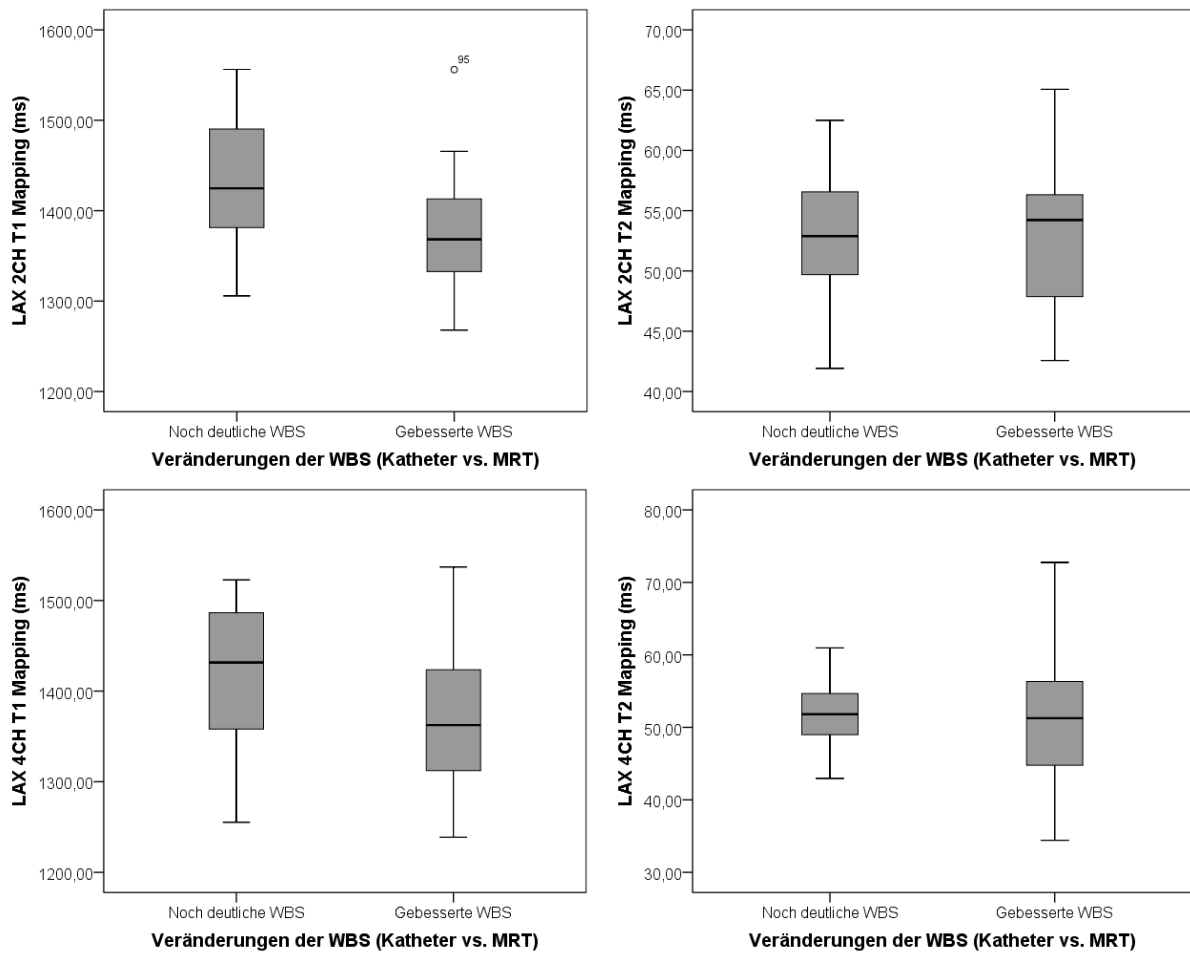 LAX 2CH T1 Mapping (ms)
1600,00
1500,00
1400,00
1300,00
1200,00
95
Noch deutliche WBS
Gebesserte WBS
Veränderungen der WBS (Katheter vs. MRT)
LAX 2CH T2 Mapping (ms)
70,00
65,00
60,00
55,00
50,00
45,00
40,00
Noch deutliche WBS
Gebesserte WBS
Veränderungen der WBS (Katheter vs. MRT)
LAX 4CH T1 Mapping (ms)
1600,00
1500,00
1400,00
1300,00
1200,00
Noch deutliche WBS
Gebesserte WBS
Veränderungen der WBS (Katheter vs. MRT)
LAX 4CH T2 Mapping (ms)
80,00
70,00
60,00
50,00
40,00
30,00
Noch deutliche WBS
Gebesserte WBS
Veränderungen der WBS (Katheter vs. MRT)